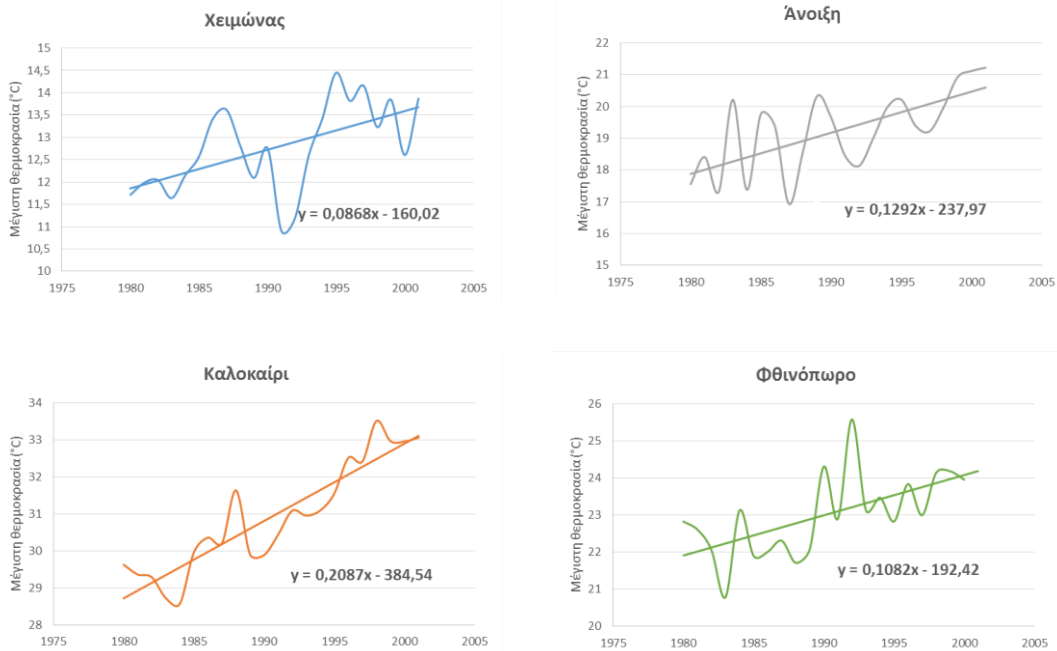 Χειμώνας
Μέγιστη θερμοκρασία (°C)
15
14,5
14
13,5
13
12,5
12
11,5
11
10,5
10
y = 0,0868x - 160,02
1975 1980 1985 1990 1995 2000 2005
Άνοιξη
Μέγιστη θερμοκρασία (°C)
22
21
20
19
18
17
16
15
y = 0,1292x - 237,97
1975 1980 1985 1990 1995 2000 2005
Καλοκαίρι
Μέγιστη θερμοκρασία (°C)
34
33
32
31
30
29
28
y = 0,2087x - 384,54
1975 1980 1985 1990 1995 2000 2005
Φθινόπωρο
Μέγιστη θερμοκρασία (°C)
26
25
24
23
22
21
20
y = 0,1082x - 192,42
1975 1980 1985 1990 1995 2000 2005